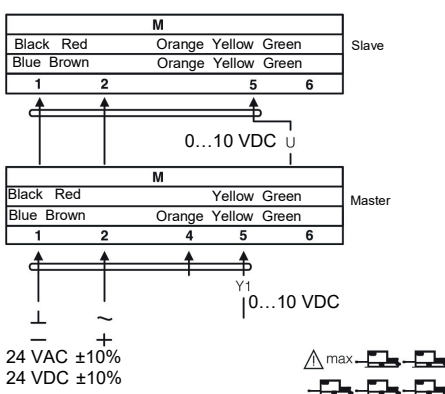 M
Black Red Orange Yellow Green Slave
Blue Brown Orange Yellow Green
1 2 5 6
0…10 VDC U
M
Black Red Yellow Green Master
Blue Brown Orange Yellow Green
1 2 4 5 6
Y1
0…10 VDC
⊥ ~
− +
24 VAC ±10%
24 VDC ±10%
max